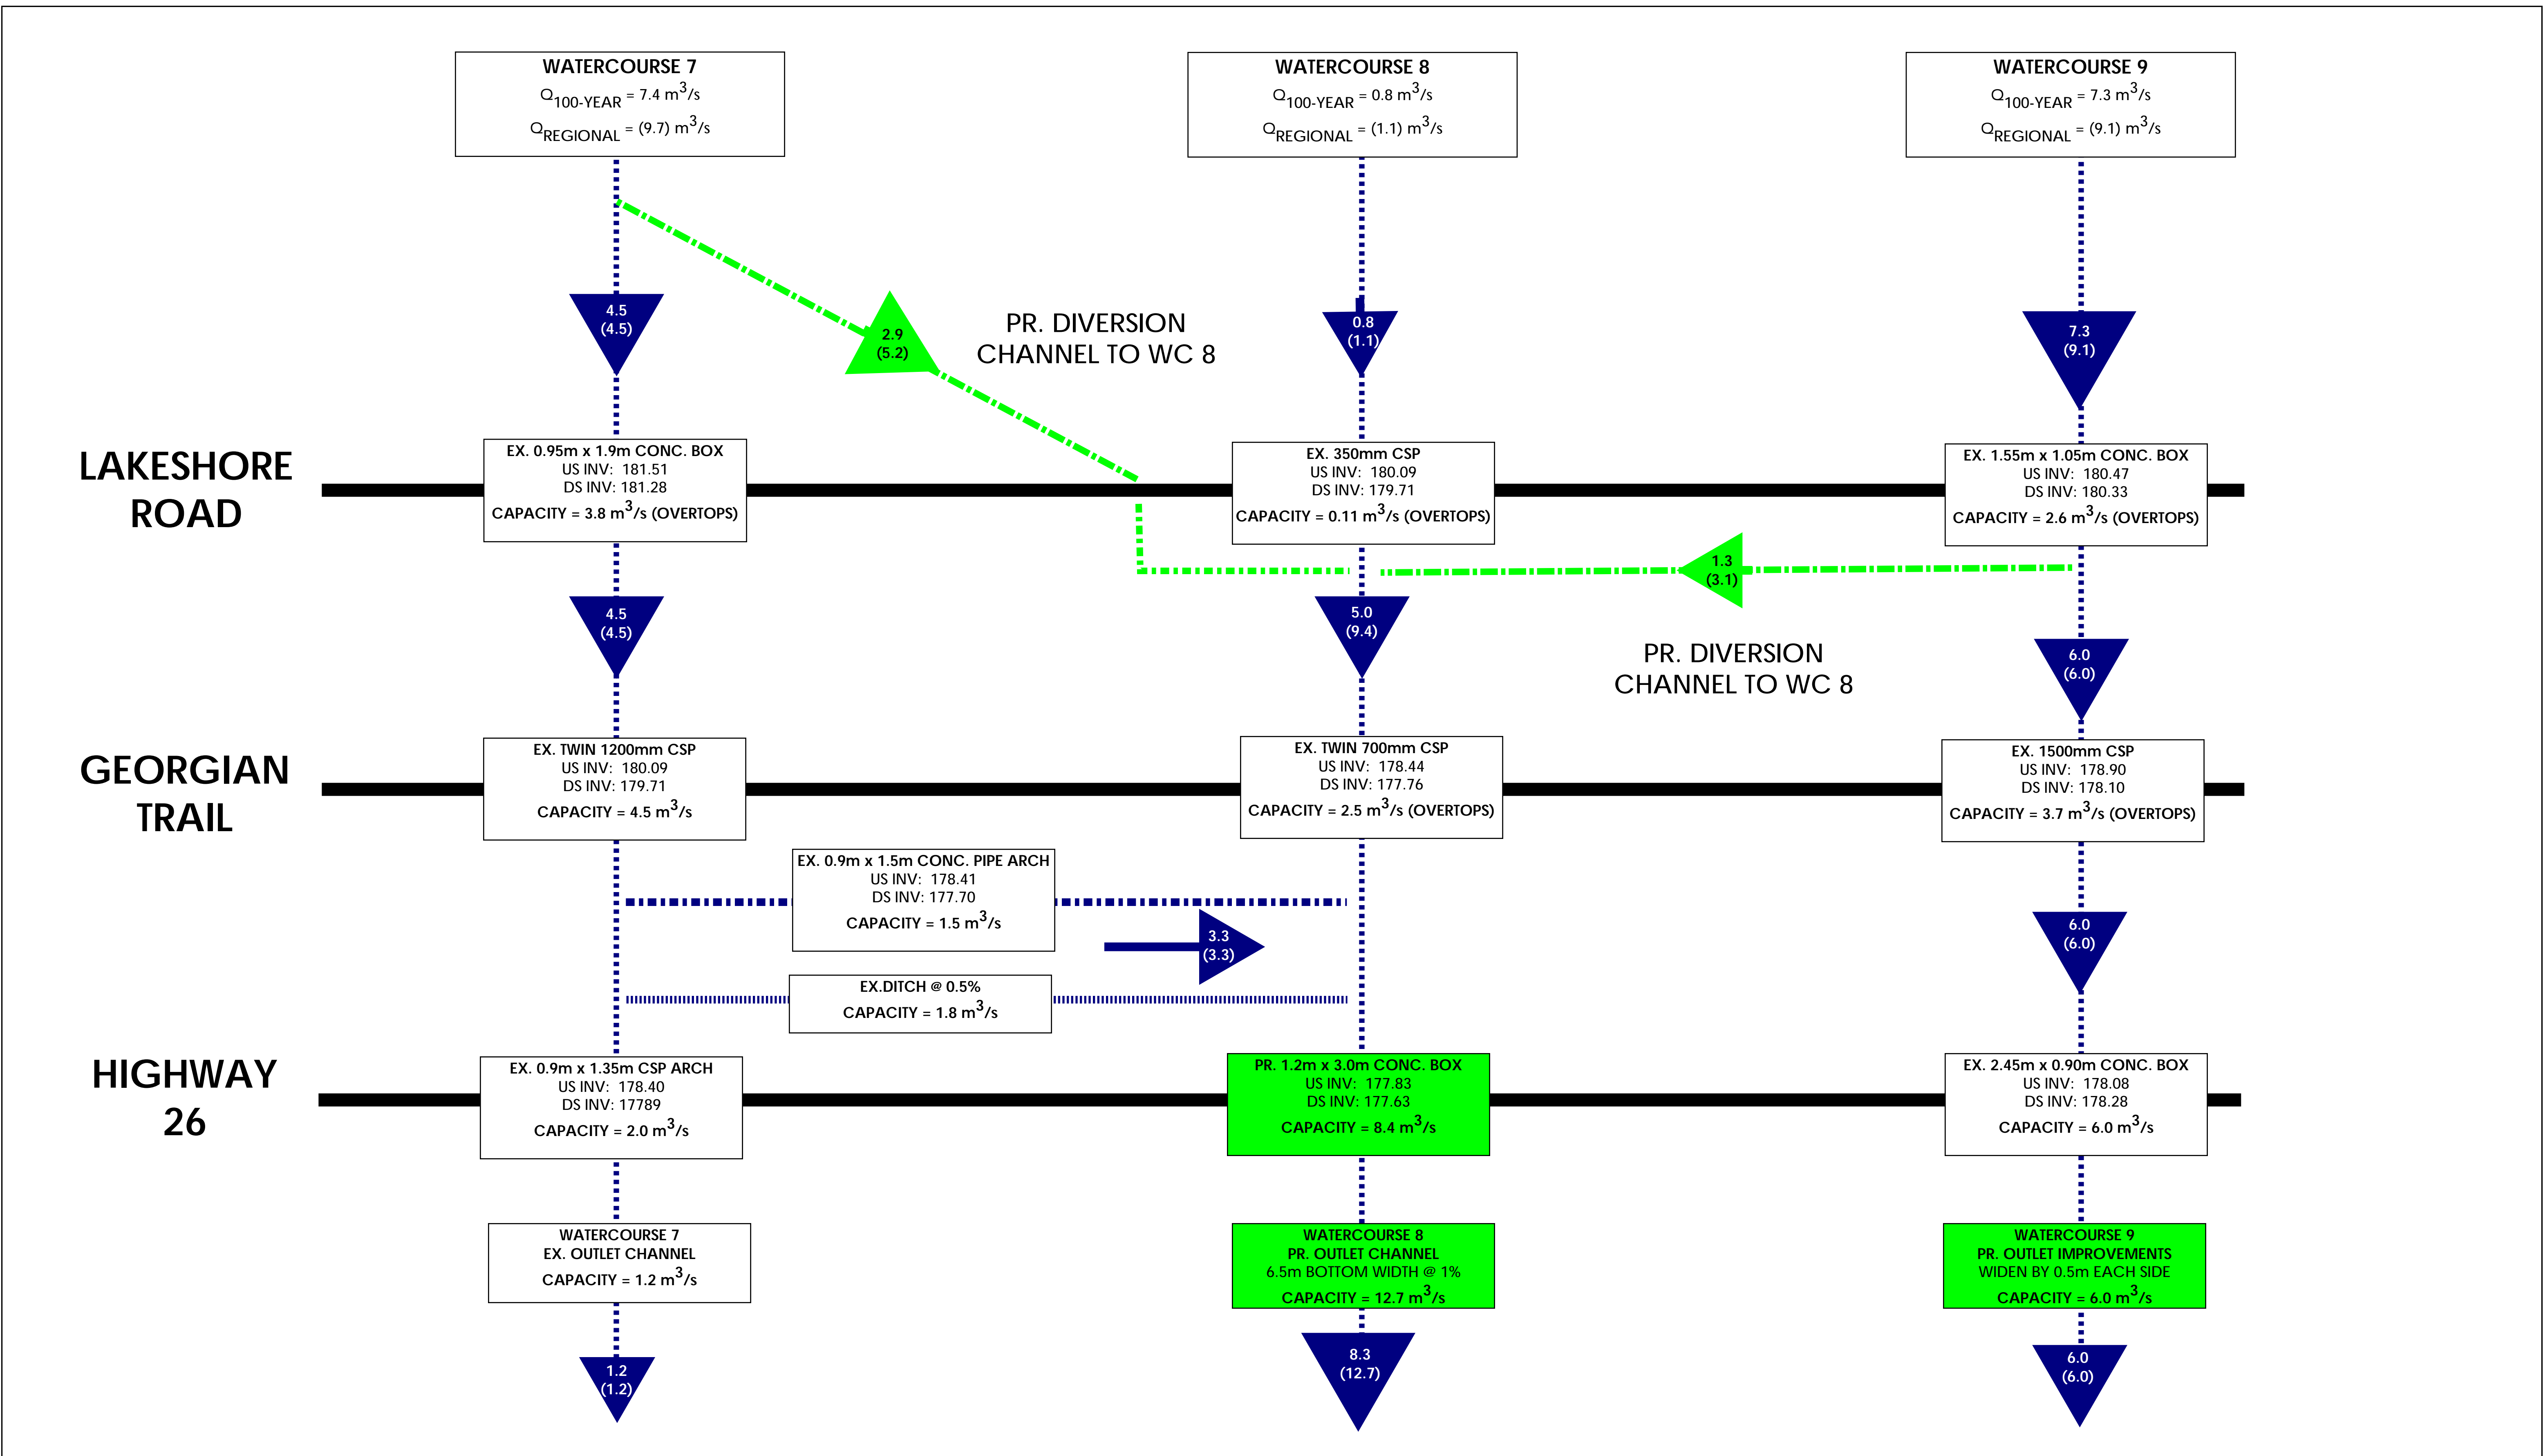 WATERCOURSE 7
Q100-YEAR = 7.4 m3/s
QREGIONAL = (9.7) m3/s
WATERCOURSE 8
Q100-YEAR = 0.8 m3/s
QREGIONAL = (1.1) m3/s
WATERCOURSE 9
Q100-YEAR = 7.3 m3/s
QREGIONAL = (9.1) m3/s
4.5
(4.5)
2.9
(5.2)
PR. DIVERSION
CHANNEL TO WC 8
0.8
(1.1)
7.3
(9.1)
LAKESHORE
ROAD
EX. 0.95m x 1.9m CONC. BOX
US INV: 181.51
DS INV: 181.28
CAPACITY = 3.8 m3/s (OVERTOPS)
EX. 350mm CSP
US INV: 180.09
DS INV: 179.71
CAPACITY = 0.11 m3/s (OVERTOPS)
EX. 1.55m x 1.05m CONC. BOX
US INV: 180.47
DS INV: 180.33
CAPACITY = 2.6 m3/s (OVERTOPS)
1.3
(3.1)
4.5
(4.5)
5.0
(9.4)
PR. DIVERSION
CHANNEL TO WC 8
6.0
(6.0)
GEORGIAN
TRAIL
EX. TWIN 1200mm CSP
US INV: 180.09
DS INV: 179.71
CAPACITY = 4.5 m3/s
EX. TWIN 700mm CSP
US INV: 178.44
DS INV: 177.76
CAPACITY = 2.5 m3/s (OVERTOPS)
EX. 1500mm CSP
US INV: 178.90
DS INV: 178.10
CAPACITY = 3.7 m3/s (OVERTOPS)
EX. 0.9m x 1.5m CONC. PIPE ARCH
US INV: 178.41
DS INV: 177.70
CAPACITY = 1.5 m3/s
3.3
(3.3)
6.0
(6.0)
EX.DITCH @ 0.5%
CAPACITY = 1.8 m3/s
HIGHWAY
26
EX. 0.9m x 1.35m CSP ARCH
US INV: 178.40
DS INV: 17789
CAPACITY = 2.0 m3/s
PR. 1.2m x 3.0m CONC. BOX
US INV: 177.83
DS INV: 177.63
CAPACITY = 8.4 m3/s
EX. 2.45m x 0.90m CONC. BOX
US INV: 178.08
DS INV: 178.28
CAPACITY = 6.0 m3/s
WATERCOURSE 7
EX. OUTLET CHANNEL
CAPACITY = 1.2 m3/s
WATERCOURSE 8
PR. OUTLET CHANNEL
6.5m BOTTOM WIDTH @ 1%
CAPACITY = 12.7 m3/s
WATERCOURSE 9
PR. OUTLET IMPROVEMENTS
WIDEN BY 0.5m EACH SIDE
CAPACITY = 6.0 m3/s
1.2
(1.2)
8.3
(12.7)
6.0
(6.0)